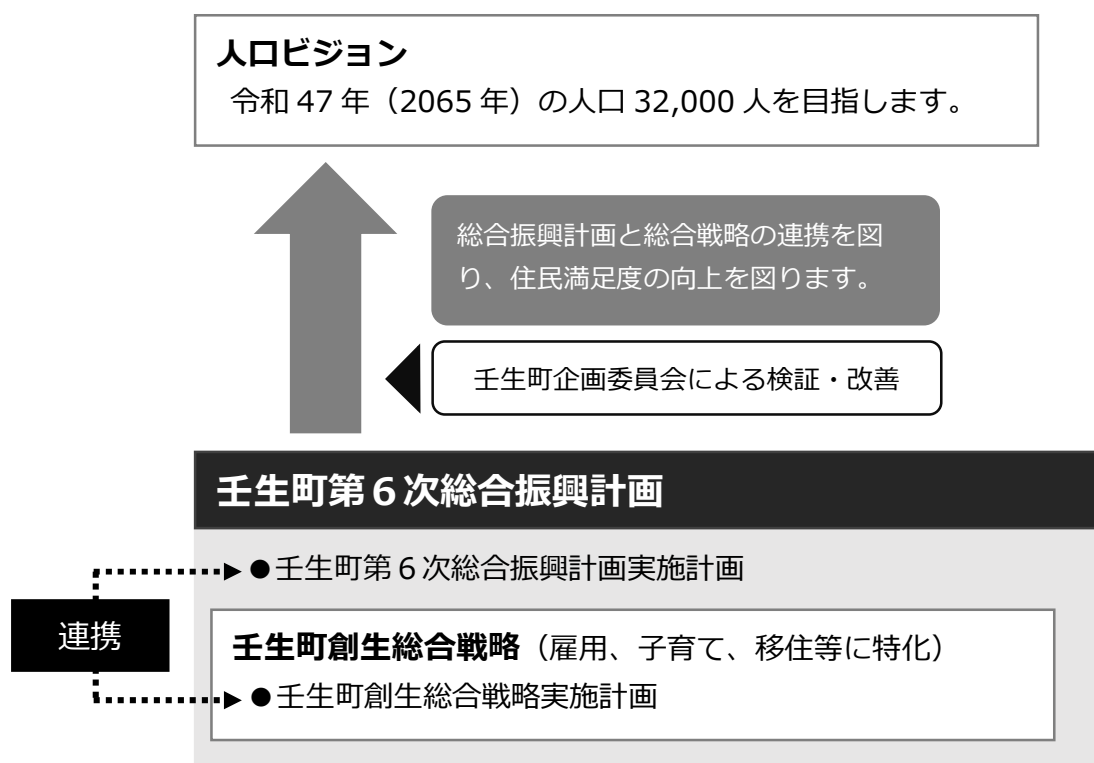 人口ビジョン
令和 47 年（2065 年）の人口 32,000 人を目指します。
総合振興計画と総合戦略の連携を図
り、住民満足度の向上を図ります。
壬生町企画委員会による検証・改善
壬生町第６次総合振興計画
●壬生町第６次総合振興計画実施計画
連携
壬生町創生総合戦略（雇用、子育て、移住等に特化）
●壬生町創生総合戦略実施計画